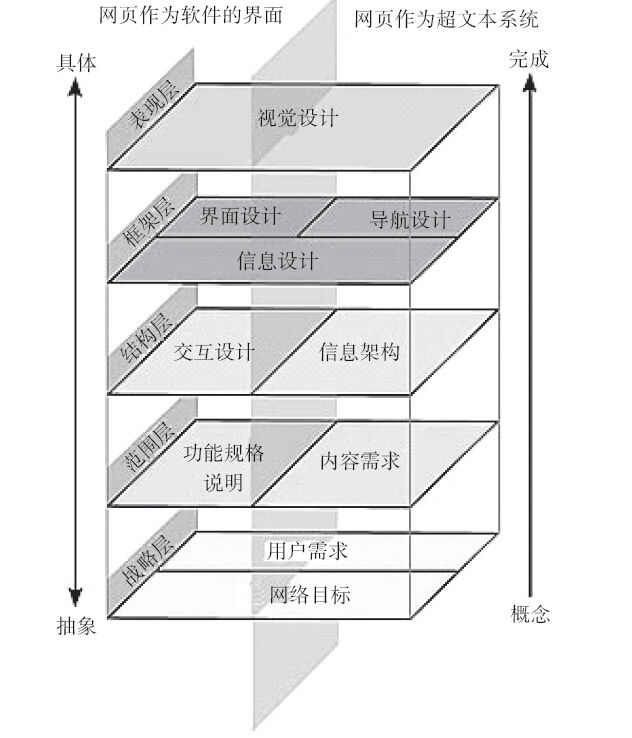 网页作为软件的界面
网页作为超文本系统
具体
完成
表现层
视觉设计
框架层
界面设计
导航设计
信息设计
结构层
交互设计
信息架构
范围层
功能规格
说明
内容需求
战略层
用户需求
网络目标
抽象
概念